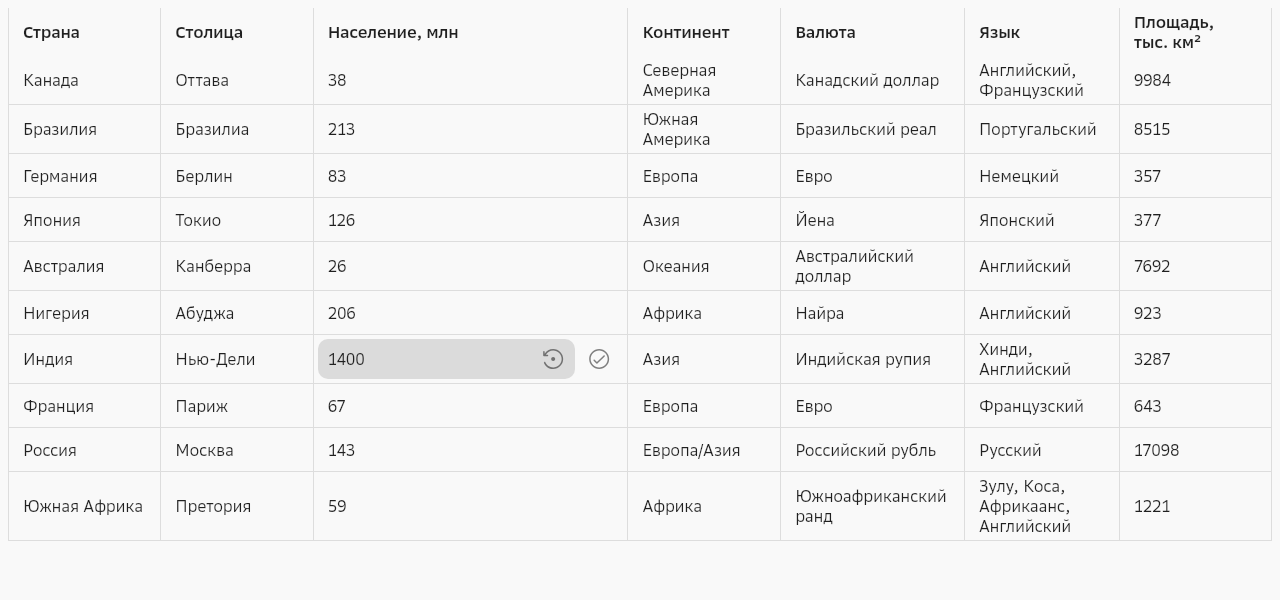 Страна Столица Население, млн Континент Валюта Язык Площадь,
тыс. км²
Канада Оттава 38 Северная
Америка Канадский доллар Английский,
Французский 9984
Бразилия Бразилиа 213 Южная
Америка Бразильский реал Португальский 8515
Германия Берлин 83 Европа Евро Немецкий 357
Япония Токио 126 Азия Йена Японский 377
Австралия Канберра 26 Океания Австралийский
доллар Английский 7692
Нигерия Абуджа 206 Африка Найра Английский 923
Индия Нью-Дели 1400 Азия Индийская рупия Хинди,
Английский 3287
Франция Париж 67 Европа Евро Французский 643
Россия Москва 143 Европа/Азия Российский рубль Русский 17098
Южная Африка Претория 59 Африка Южноафриканский
ранд Зулу, Коса,
Африкаанс,
Английский 1221